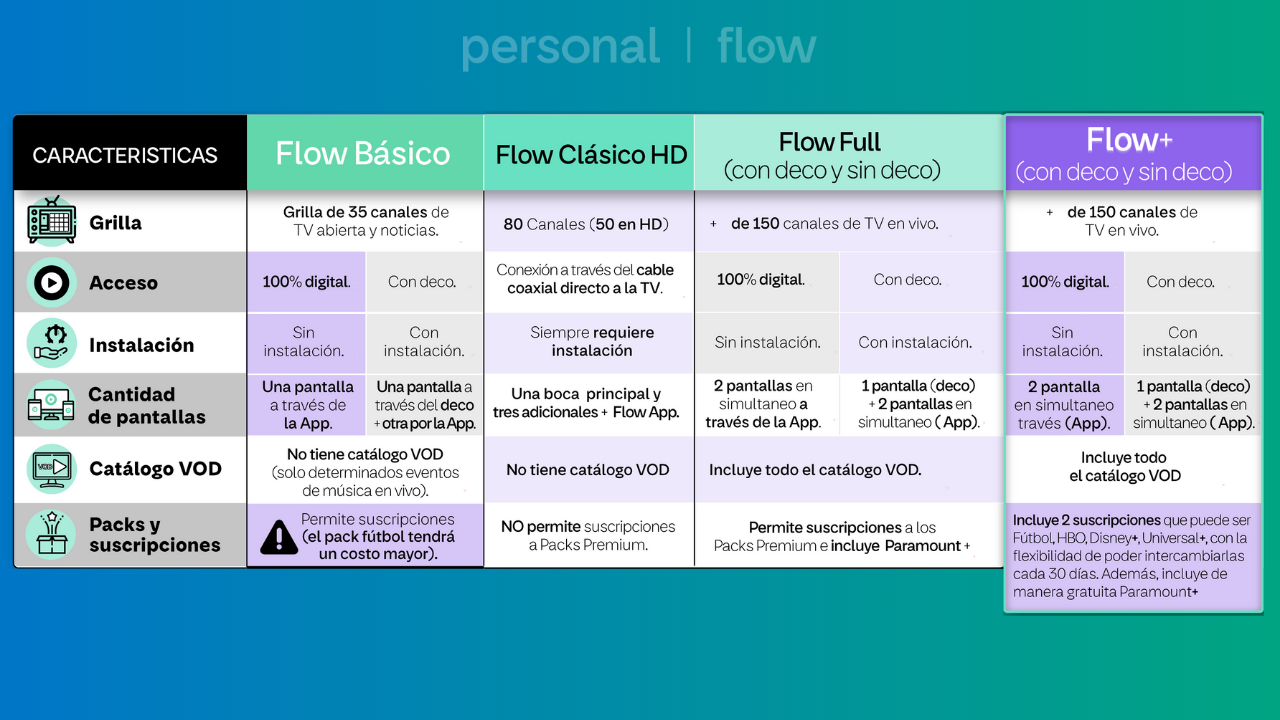 personal | flow
CARACTERISTICAS
Flow Básico
Flow Clásico HD
Flow Full
(con deco y sin deco)
Flow+
(con deco y sin deco)
Grilla
Grilla de 35 canales de
TV abierta y noticias.
80 Canales (50 en HD)
+ de 150 canales de TV en vivo.
+ de 150 canales de
TV en vivo.
Acceso
100% digital.
Con deco.
Conexión a través del cable
coaxial directo a la TV.
100% digital.
Con deco.
100% digital.
Con deco.
Instalación
Sin
instalación.
Con
instalación.
Siempre requiere
instalación
Sin instalación.
Con instalación.
Sin
instalación.
Con
instalación.
Cantidad
de pantallas
Una pantalla
a través de
la App.
Una pantalla a
través del deco
+ otra por la App.
Una boca principal y
tres adicionales + Flow App.
2 pantallas en
simultaneo a
través de la App.
1 pantalla (deco)
+ 2 pantallas en
simultaneo ( App).
2 pantalla
en simultaneo
través (App).
1 pantalla (deco)
+ 2 pantallas en
simultaneo ( App).
Catálogo VOD
VOD
No tiene catálogo VOD
(solo determinados eventos
de música en vivo).
No tiene catálogo VOD
Incluye todo el catálogo VOD.
Incluye todo
el catálogo VOD
Packs y
suscripciones
Permite suscripciones
(el pack fútbol tendrá
un costo mayor).
NO permite suscripciones
a Packs Premium.
Permite suscripciones a los
Packs Premium e incluye Paramount +
Incluye 2 suscripciones que puede ser
Fútbol, HBO, Disney+, Universal+, con la
flexibilidad de poder intercambiarlas
cada 30 días. Además, incluye de
manera gratuita Paramount+